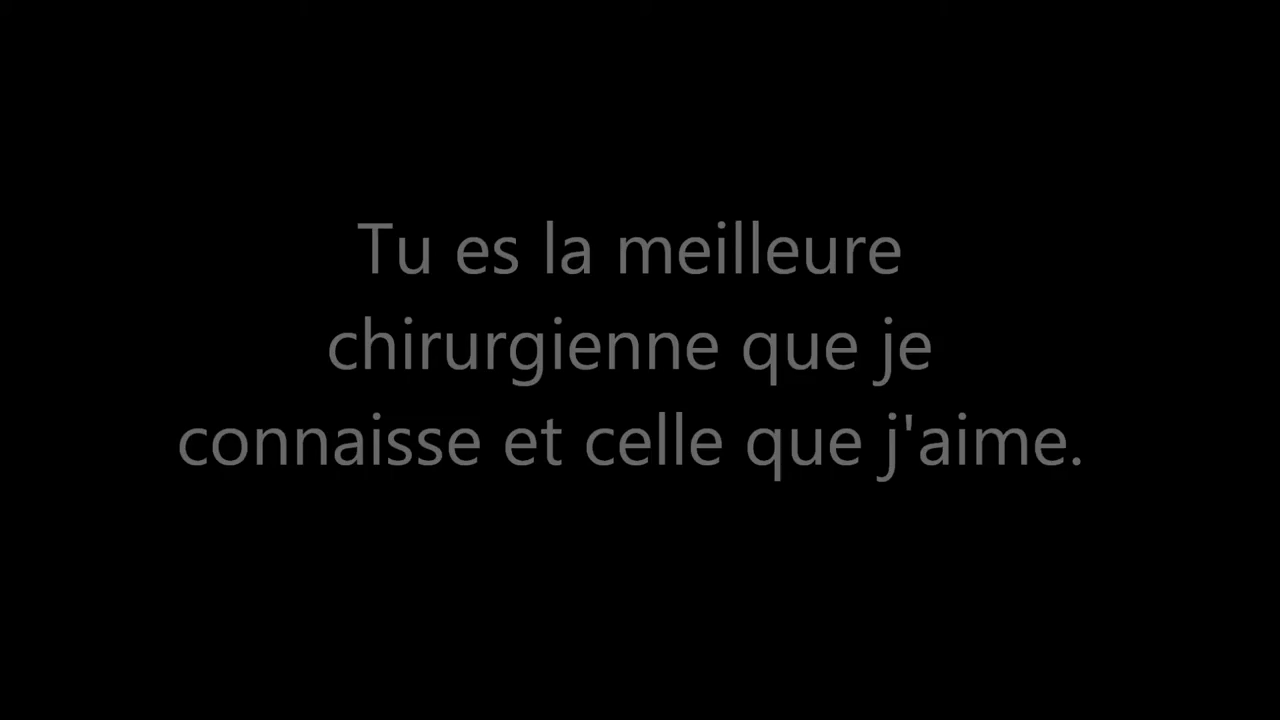 Tu es la meilleure
chirurgienne que je
connaisse et celle que j'aime.